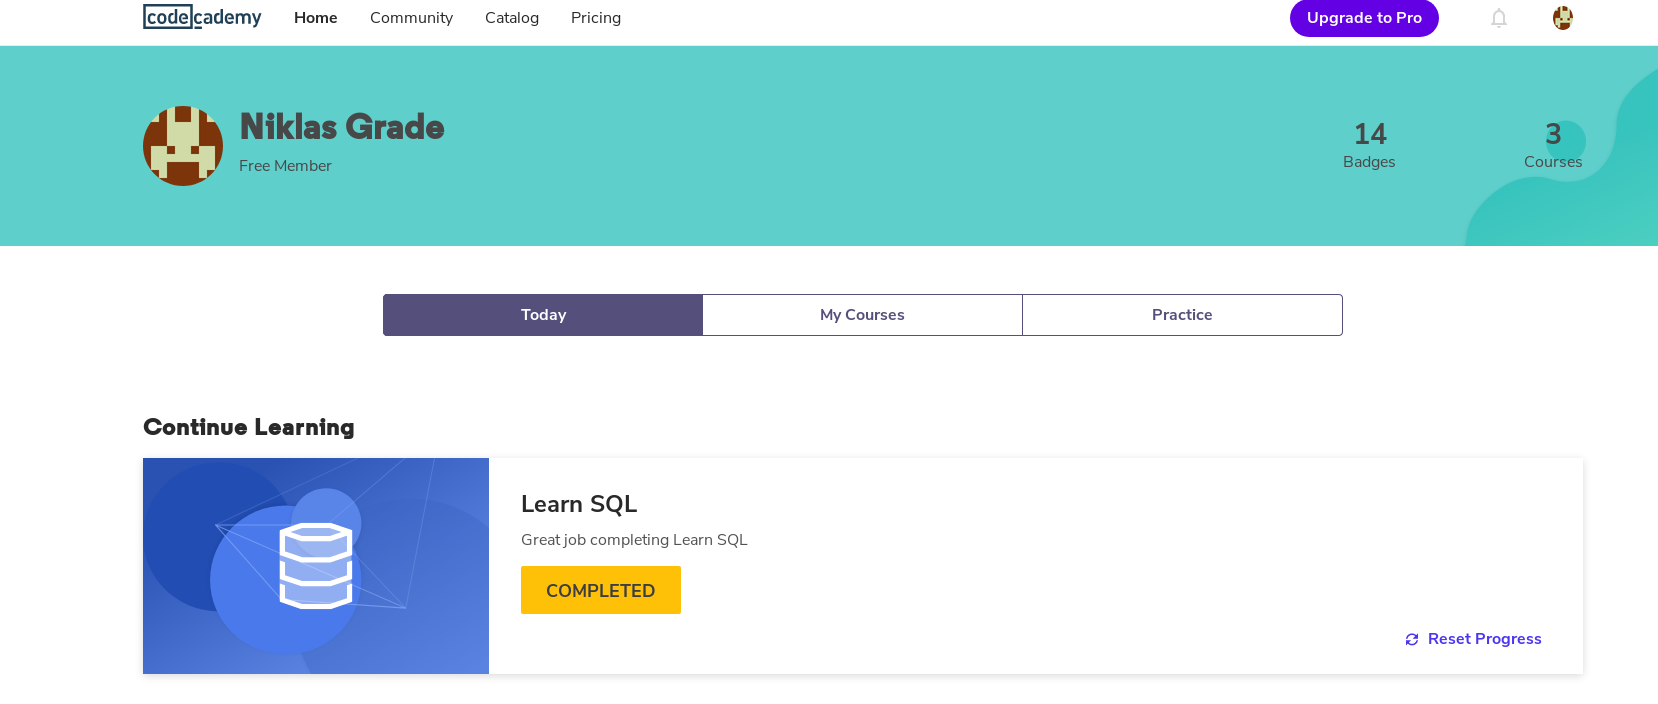 codecademy Home Community Catalog Pricing Upgrade to Pro
Niklas Grade
Free Member
14
Badges
3
Courses
Today My Courses Practice
Continue Learning
Learn SQL
Great job completing Learn SQL
COMPLETED
Reset Progress